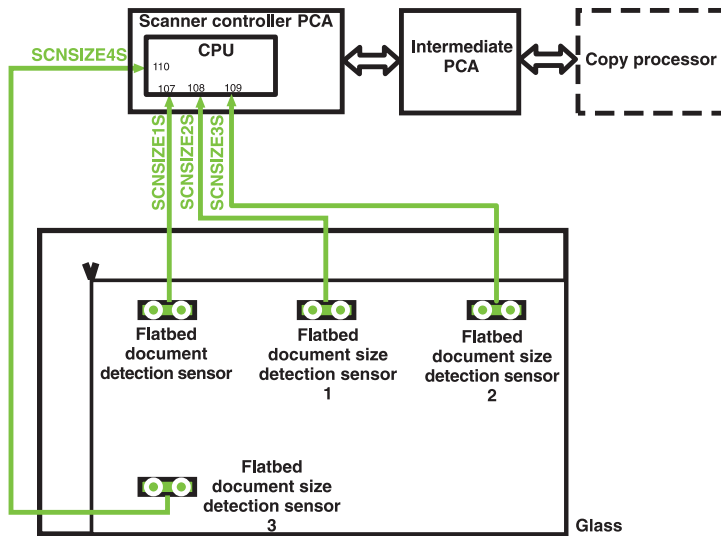 Scanner controller PCA
CPU
SCNSIZE4S
110
107
108
109
Intermediate
PCA
Copy processor
SCNSIZE1S
SCNSIZE2S
SCNSIZE3S
Flatbed
document
detection sensor
Flatbed
document size
detection sensor
1
Flatbed
document size
detection sensor
2
Flatbed
document size
detection sensor
3
Glass